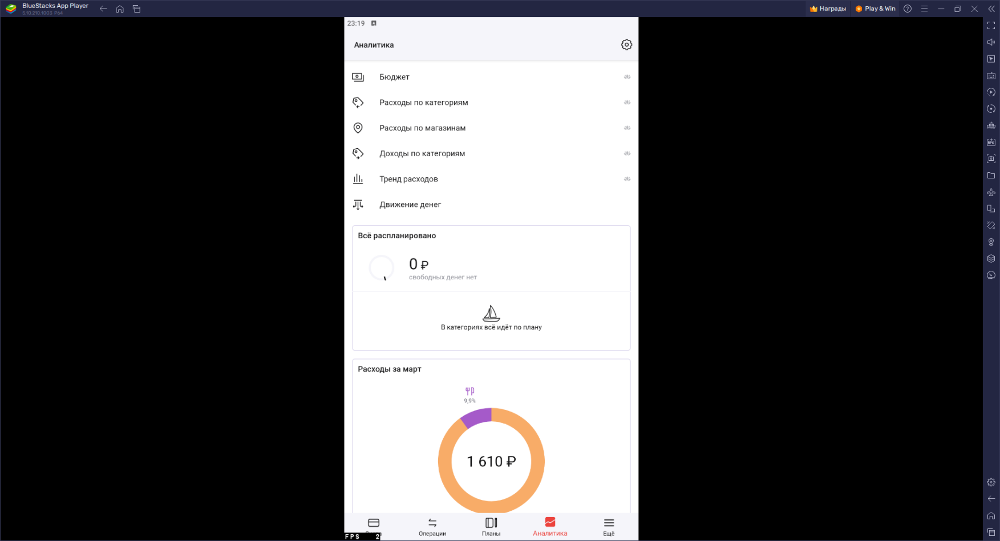 BlueStacks App Player
5.10.210.1003 P64
Награды
Play & Win
23:19
Аналитика
Бюджет
Расходы по категориям
Расходы по магазинам
Доходы по категориям
Тренд расходов
Движение денег
Всё распланировано
0 ₽
свободных денег нет
В категориях всё идёт по плану
Расходы за март
9,9%
1 610 ₽
Операции
Планы
Аналитика
Ещё
FPS 2